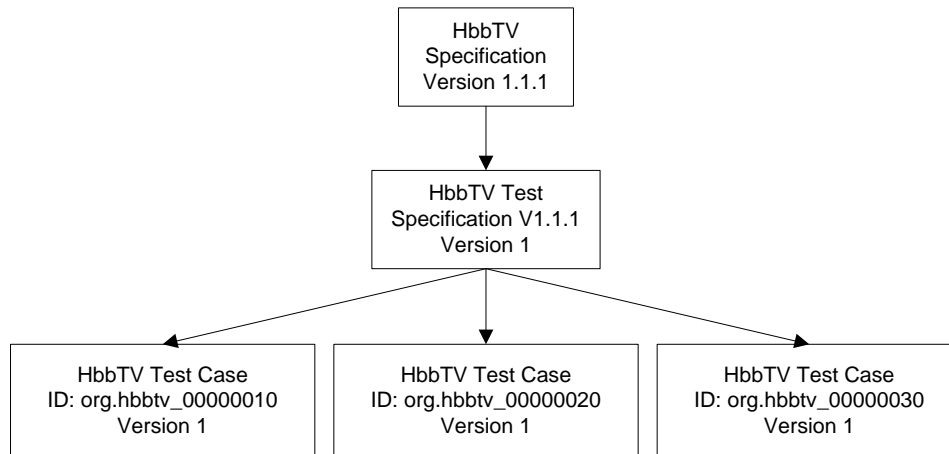 HbbTV
Specification
Version 1.1.1
HbbTV Test
Specification V1.1.1
Version 1
HbbTV Test Case
ID: org.hbbtv_00000010
Version 1
HbbTV Test Case
ID: org.hbbtv_00000020
Version 1
HbbTV Test Case
ID: org.hbbtv_00000030
Version 1